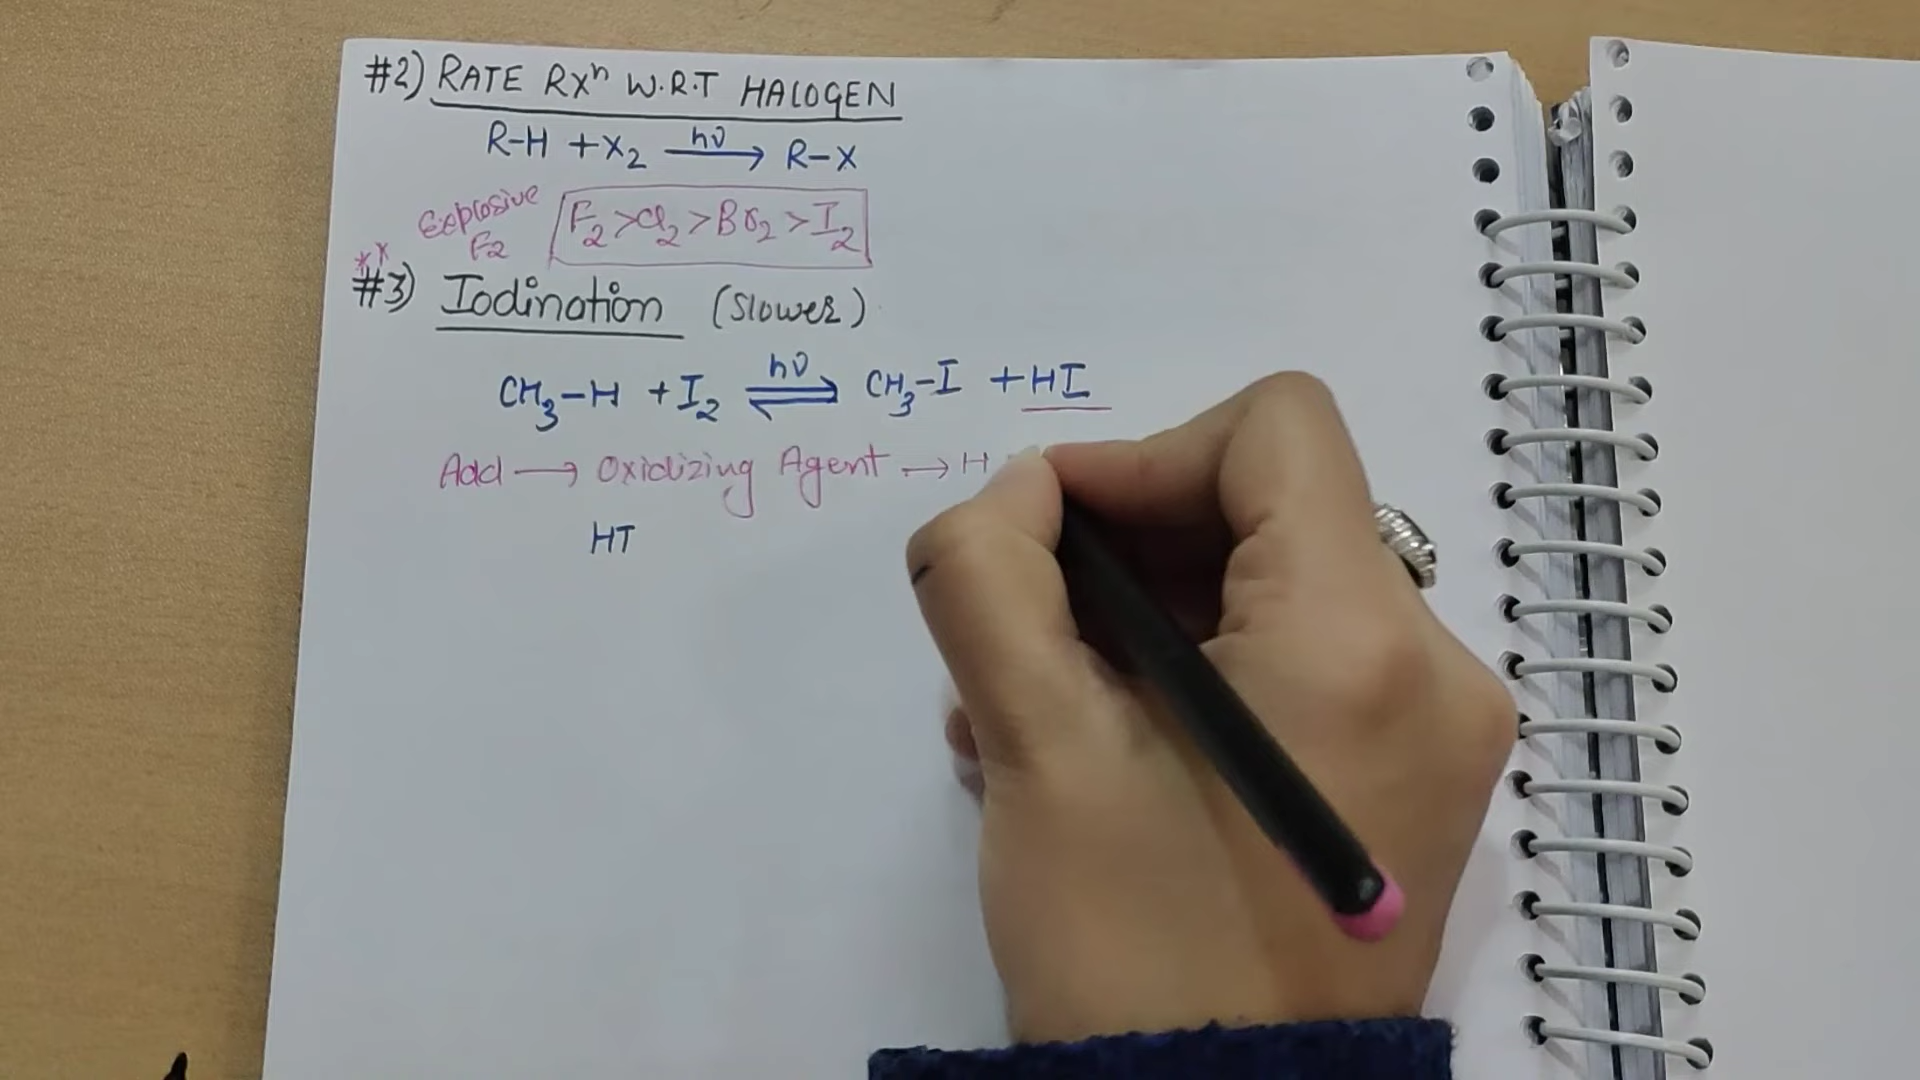 #2) RATE RXⁿ W.R.T HALOGEN
R-H + X₂ —hν→ R-X
Explosive F₂
F₂ > Cl₂ > Br₂ > I₂
** #3) Iodination (Slower)
CH₃-H + I₂ ⇌ hν CH₃-I + HI
Add → Oxidizing Agent → H
HI